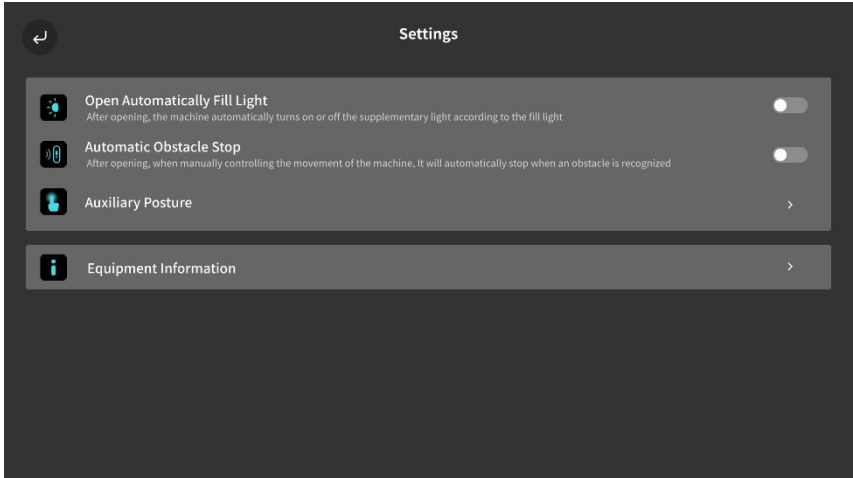 Settings
Open Automatically Fill Light
After opening, the machine automatically turns on or off the supplementary light according to the fill light
Automatic Obstacle Stop
After opening, when manually controlling the movement of the machine, It will automatically stop when an obstacle is recognized
Auxiliary Posture
Equipment Information